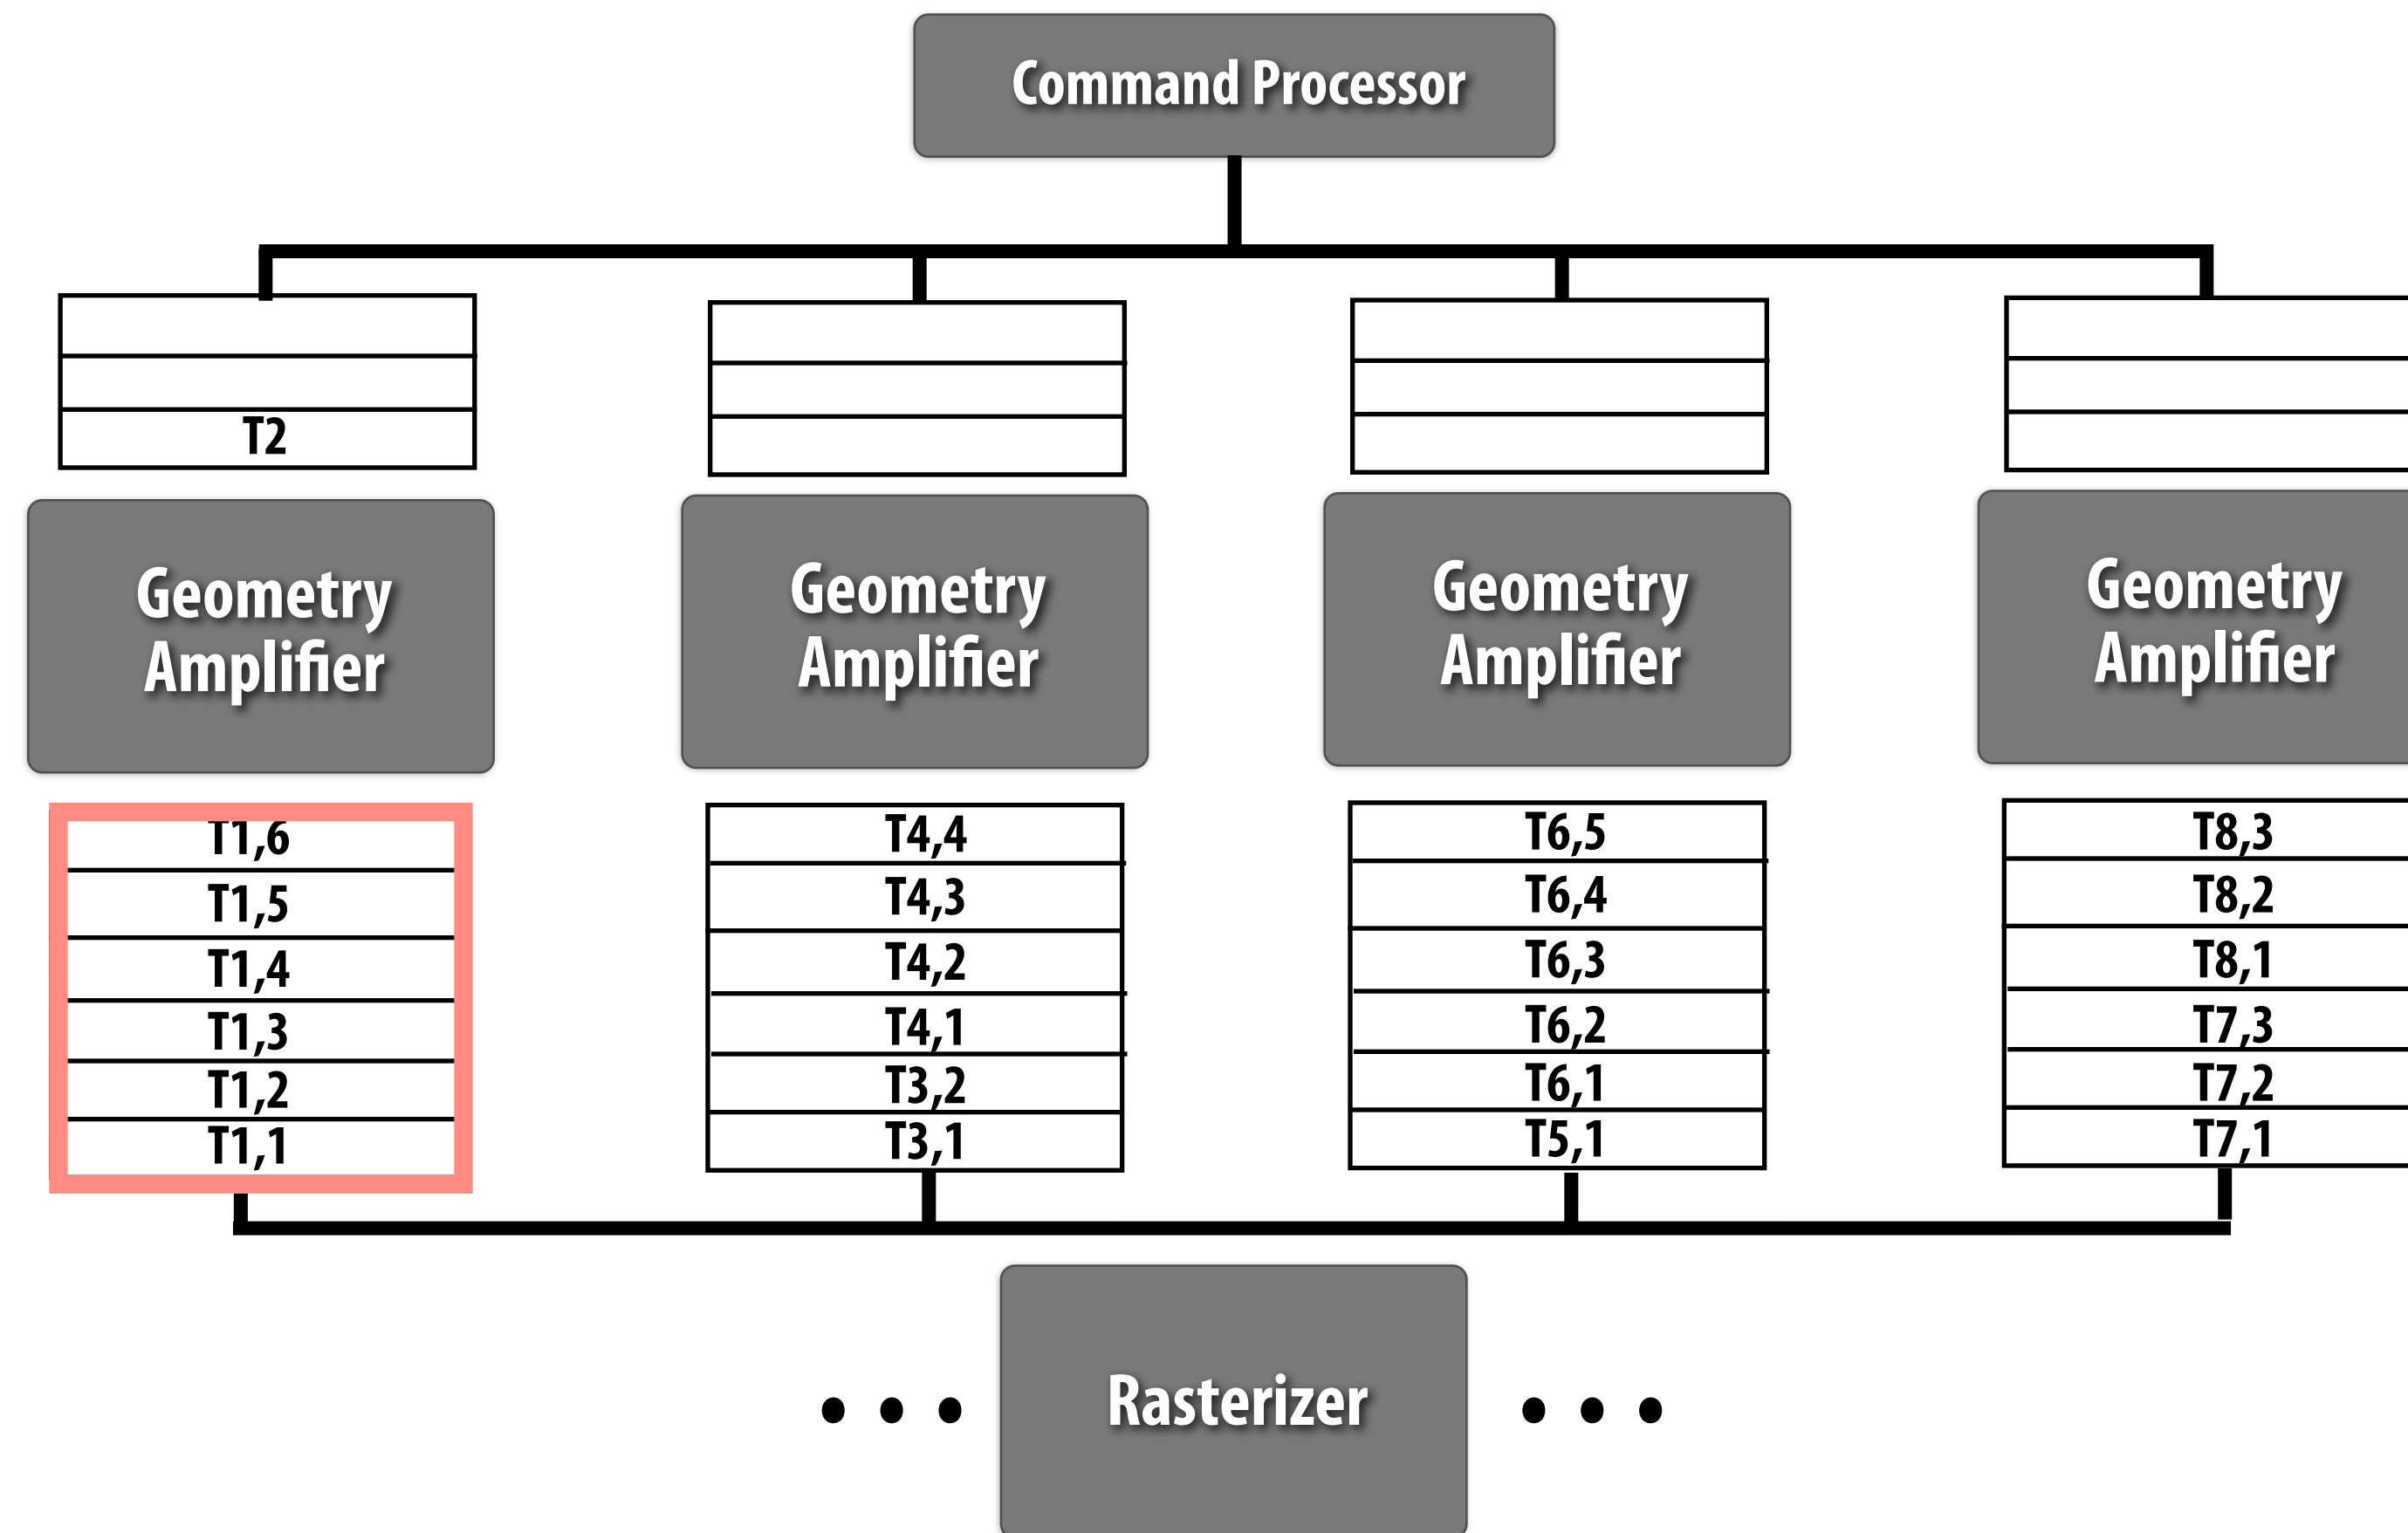 Command Processor
T2
Geometry
Amplifier
Geometry
Amplifier
Geometry
Amplifier
Geometry
Amplifier
T1,6
T1,5
T1,4
T1,3
T1,2
T1,1
T4,4
T4,3
T4,2
T4,1
T3,2
T3,1
T6,5
T6,4
T6,3
T6,2
T6,1
T5,1
T8,3
T8,2
T8,1
T7,3
T7,2
T7,1
Rasterizer